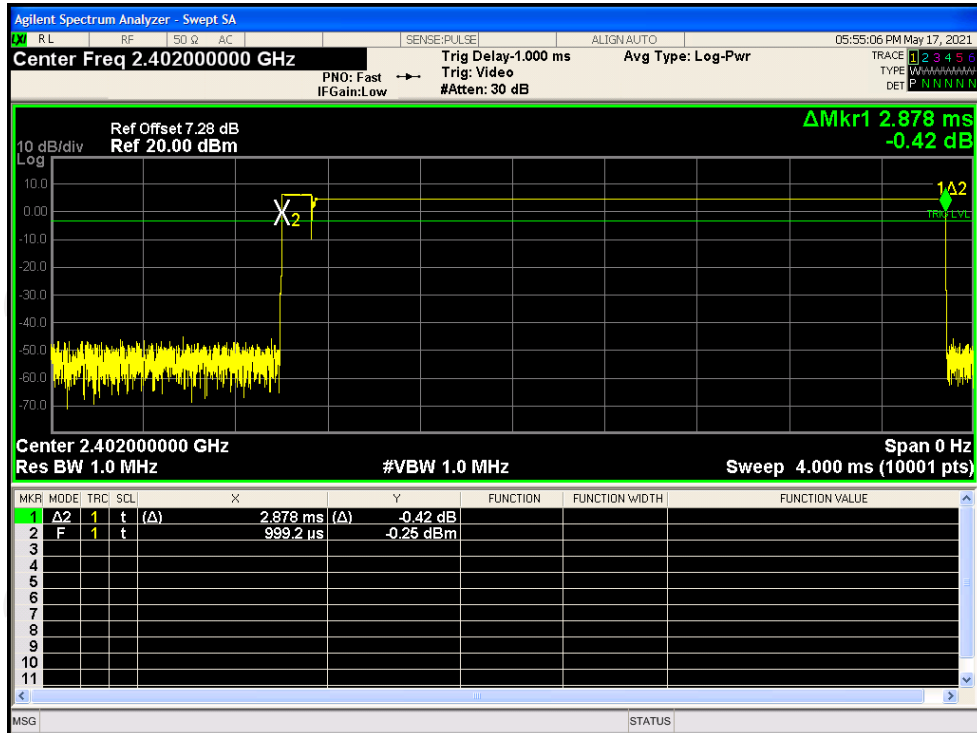 Agilent Spectrum Analyzer - Swept SA
LXI RL RF 50 Ω AC SENSE:PULSE ALIGN AUTO 05:55:06 PM May 17, 2021
Center Freq 2.402000000 GHz
PNO: Fast
IFGain:Low
Trig Delay-1.000 ms
Trig: Video
#Atten: 30 dB
Avg Type: Log-Pwr
TRACE 1 2 3 4 5 6
TYPE WWWWWW
DET P N N N N N
ΔMkr1 2.878 ms
-0.42 dB
Ref Offset 7.28 dB
10 dB/div Ref 20.00 dBm
Log
10.0
0.00
-10.0
-20.0
-30.0
-40.0
-50.0
-60.0
-70.0
X2
1Δ2
TRIG LVL
Center 2.402000000 GHz Span 0 Hz
Res BW 1.0 MHz #VBW 1.0 MHz Sweep 4.000 ms (10001 pts)
MKR MODE TRC SCL X Y FUNCTION FUNCTION WIDTH FUNCTION VALUE
1 Δ2 1 t (Δ) 2.878 ms (Δ) -0.42 dB
2 F 1 t 999.2 µs -0.25 dBm
3
4
5
6
7
8
9
10
11
MSG STATUS